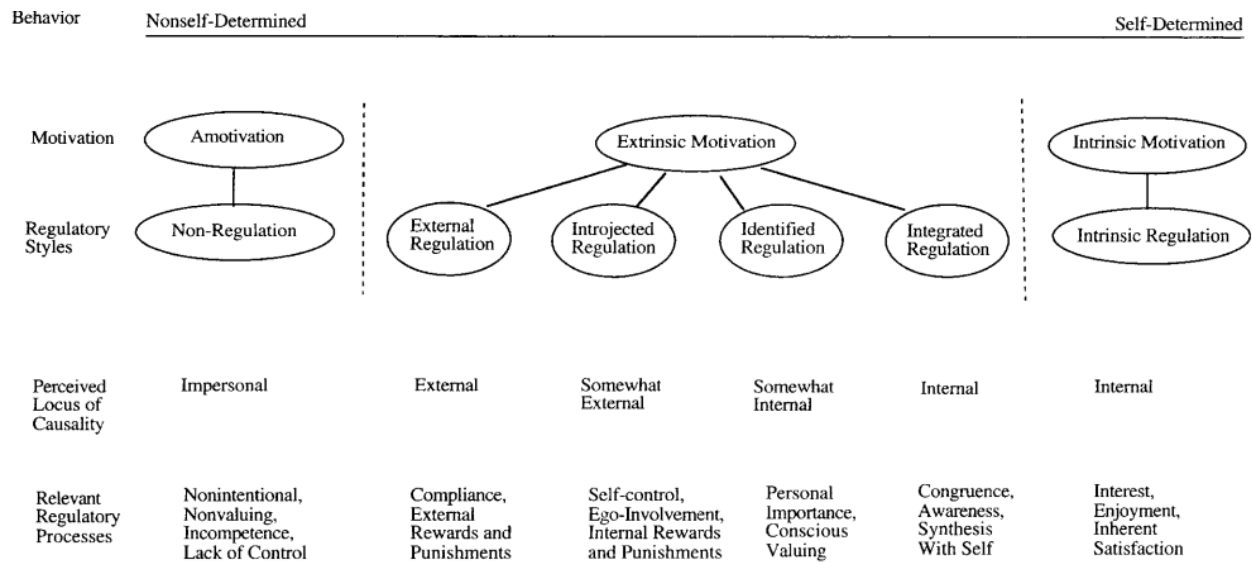 Behavior
Nonself-Determined
Self-Determined
Motivation
Amotivation
Extrinsic Motivation
Intrinsic Motivation
Regulatory
Styles
Non-Regulation
External
Regulation
Introjected
Regulation
Identified
Regulation
Integrated
Regulation
Intrinsic Regulation
Perceived
Locus of
Causality
Impersonal
External
Somewhat
External
Somewhat
Internal
Internal
Internal
Relevant
Regulatory
Processes
Nonintentional,
Nonvaluing,
Incompetence,
Lack of Control
Compliance,
External
Rewards and
Punishments
Self-control,
Ego-Involvement,
Internal Rewards
and Punishments
Personal
Importance,
Conscious
Valuing
Congruence,
Awareness,
Synthesis
With Self
Interest,
Enjoyment,
Inherent
Satisfaction